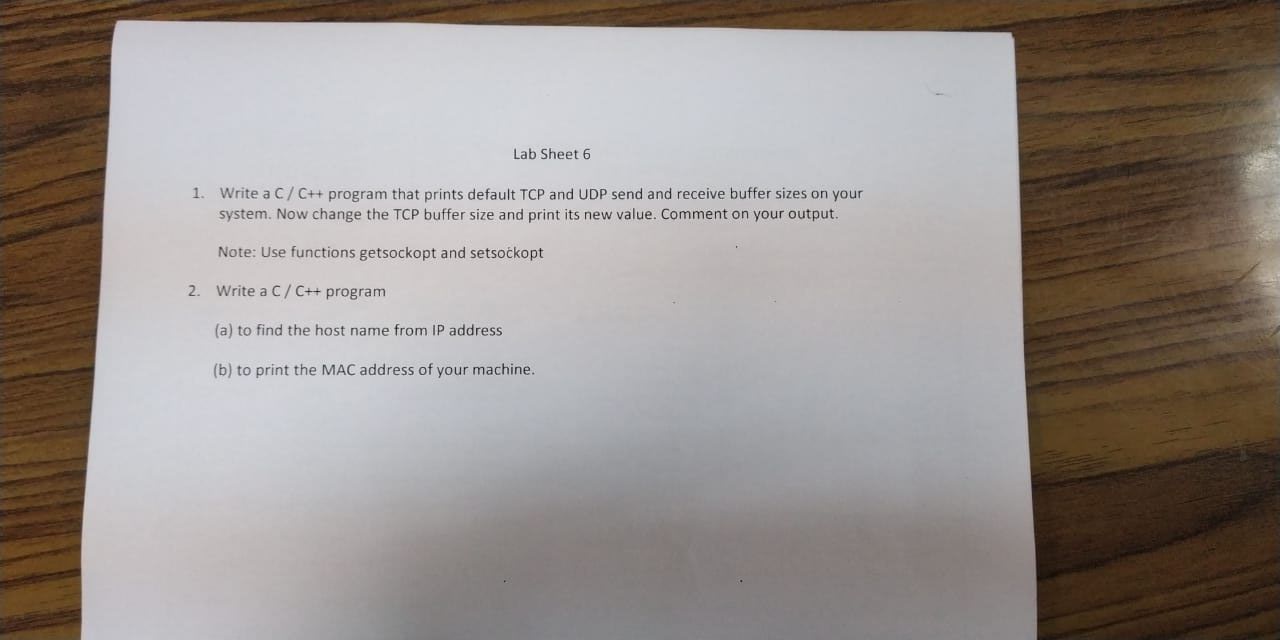 Lab Sheet 6
1. Write a C / C++ program that prints default TCP and UDP send and receive buffer sizes on your
system. Now change the TCP buffer size and print its new value. Comment on your output.
Note: Use functions getsockopt and setsockopt
2. Write a C / C++ program
(a) to find the host name from IP address
(b) to print the MAC address of your machine.